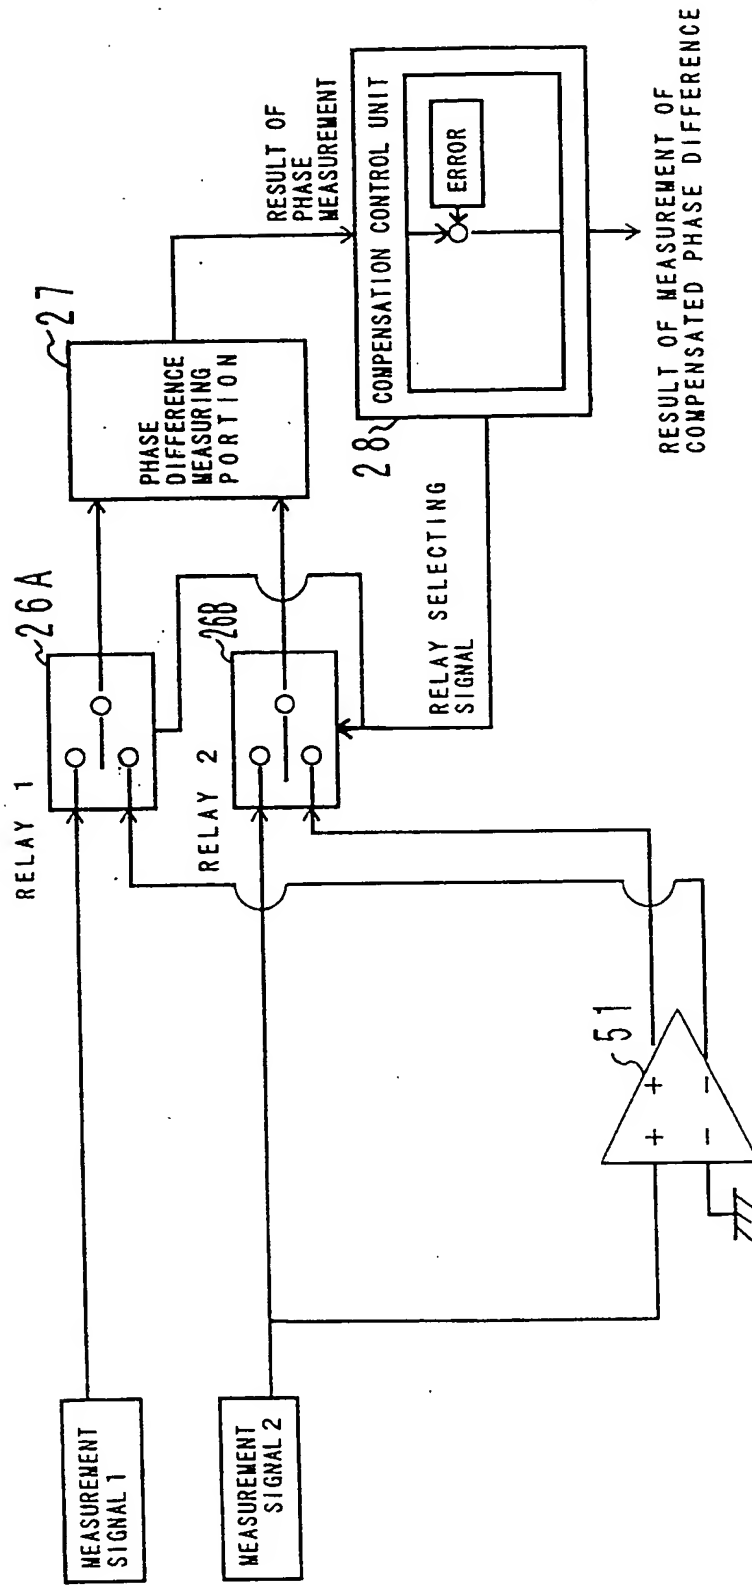 MEASUREMENT
SIGNAL 1
MEASUREMENT
SIGNAL 2
RELAY 1
26A
RELAY 2
26B
PHASE
DIFFERENCE
MEASURING
PORTION
27
RESULT OF
PHASE
MEASUREMENT
RELAY SELECTING
SIGNAL
28
COMPENSATION CONTROL UNIT
ERROR
51
+ +
- -
RESULT OF MEASUREMENT OF
COMPENSATED PHASE DIFFERENCE